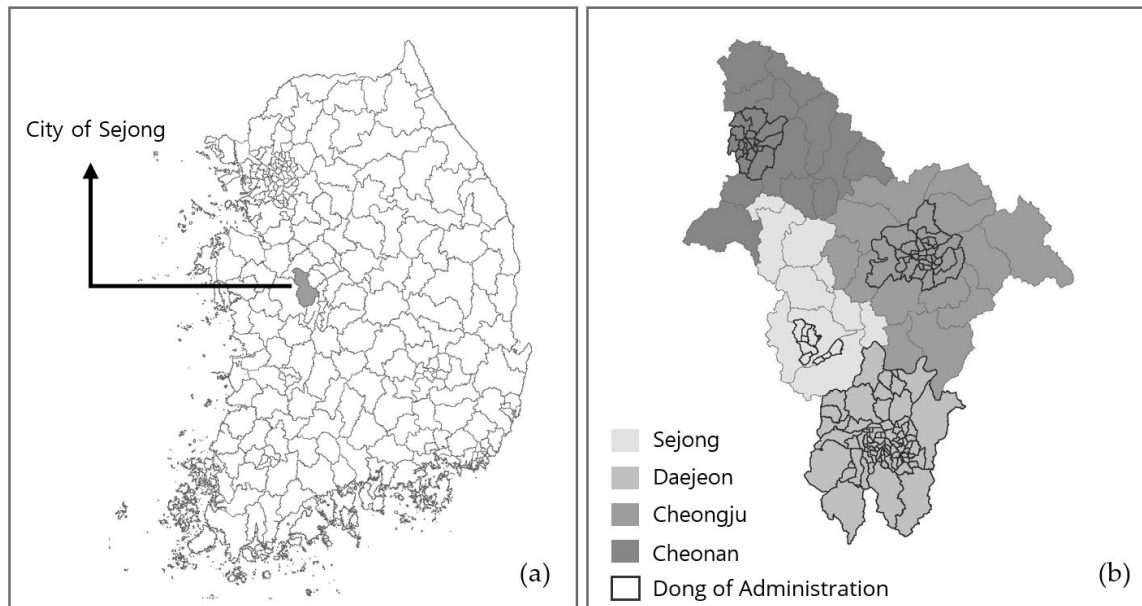 City of Sejong
(a)
Sejong
Daejeon
Cheongju
Cheonan
Dong of Administration
(b)